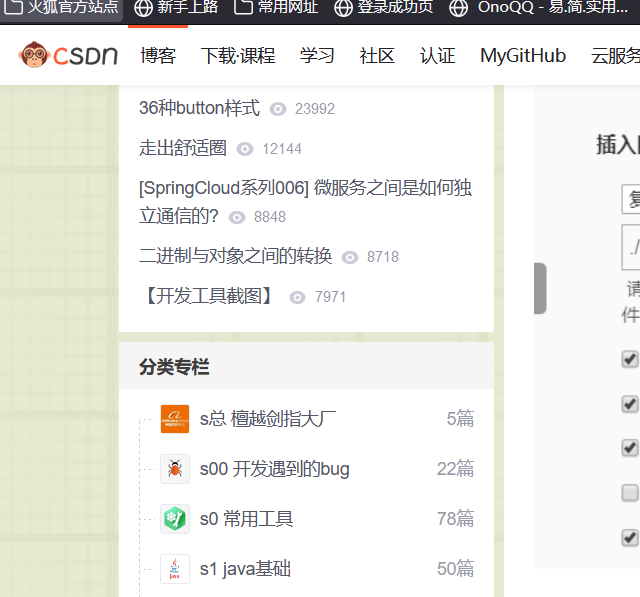 火狐官方站点 新手上路 常用网址 登录成功页 OnoQQ - 易.简.实用...
CSDN 博客 下载·课程 学习 社区 认证 MyGitHub 云服务
36种button样式 23992
走出舒适圈 12144
[SpringCloud系列006] 微服务之间是如何独
立通信的? 8848
二进制与对象之间的转换 8718
【开发工具截图】 7971
分类专栏
s总 檀越剑指大厂 5篇
s00 开发遇到的bug 22篇
s0 常用工具 78篇
s1 java基础 50篇
插入
./
请
件